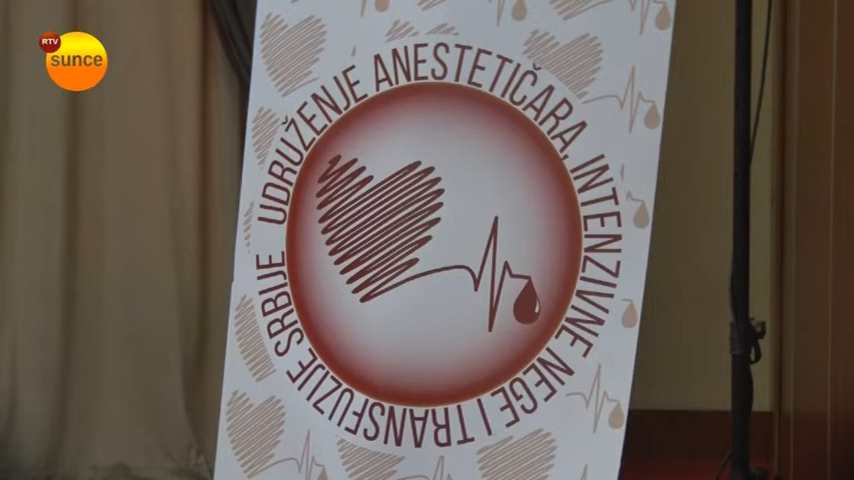 RTV
sunce
UDRUŽENJE ANESTETIČARA, INTENZIVNE NEGE I TRANSFUZIJE SRBIJE